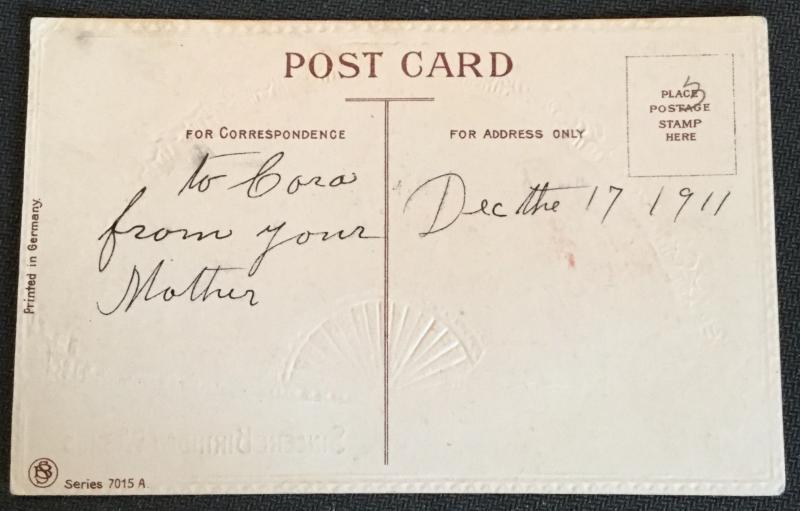 POST CARD
FOR CORRESPONDENCE
FOR ADDRESS ONLY
PLACE
POSTAGE
STAMP
HERE
5
to Cora
from your
Mother
Dec the 17 1911
Printed in Germany.
Series 7015 A.